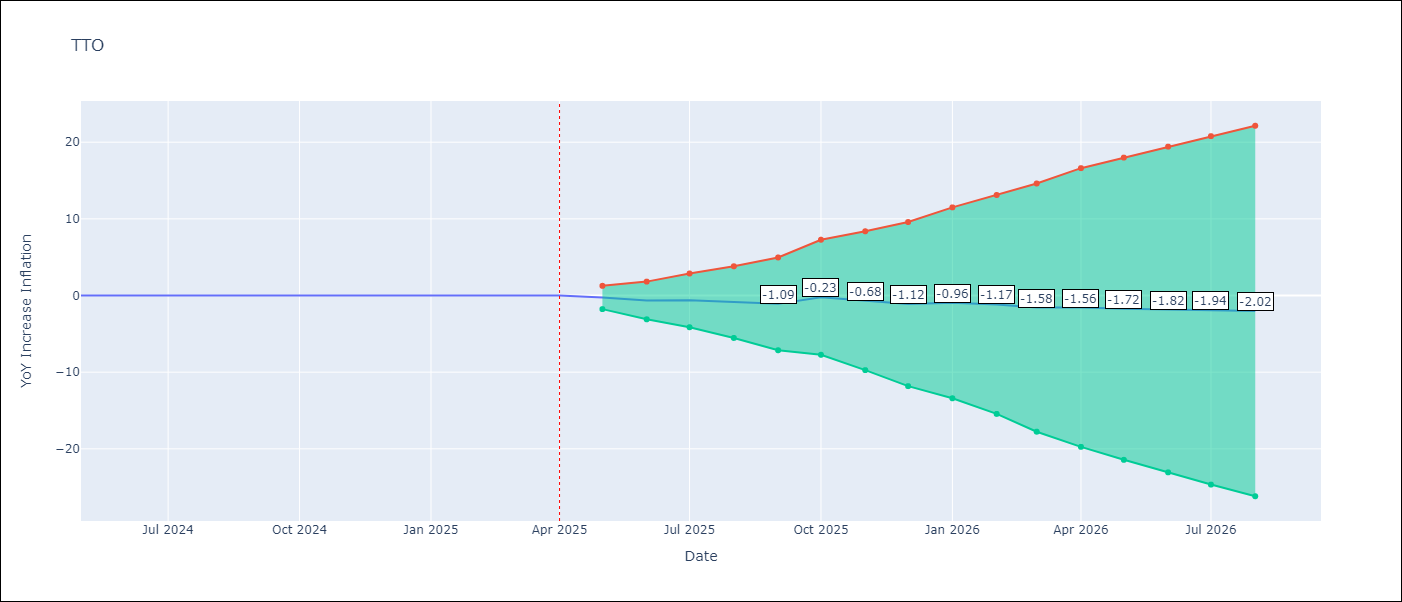 TTO
YoY Increase Inflation
20
10
0
−10
−20
-1.09
-0.23
-0.68
-1.12
-0.96
-1.17
-1.58
-1.56
-1.72
-1.82
-1.94
-2.02
Jul 2024
Oct 2024
Jan 2025
Apr 2025
Jul 2025
Oct 2025
Jan 2026
Apr 2026
Jul 2026
Date